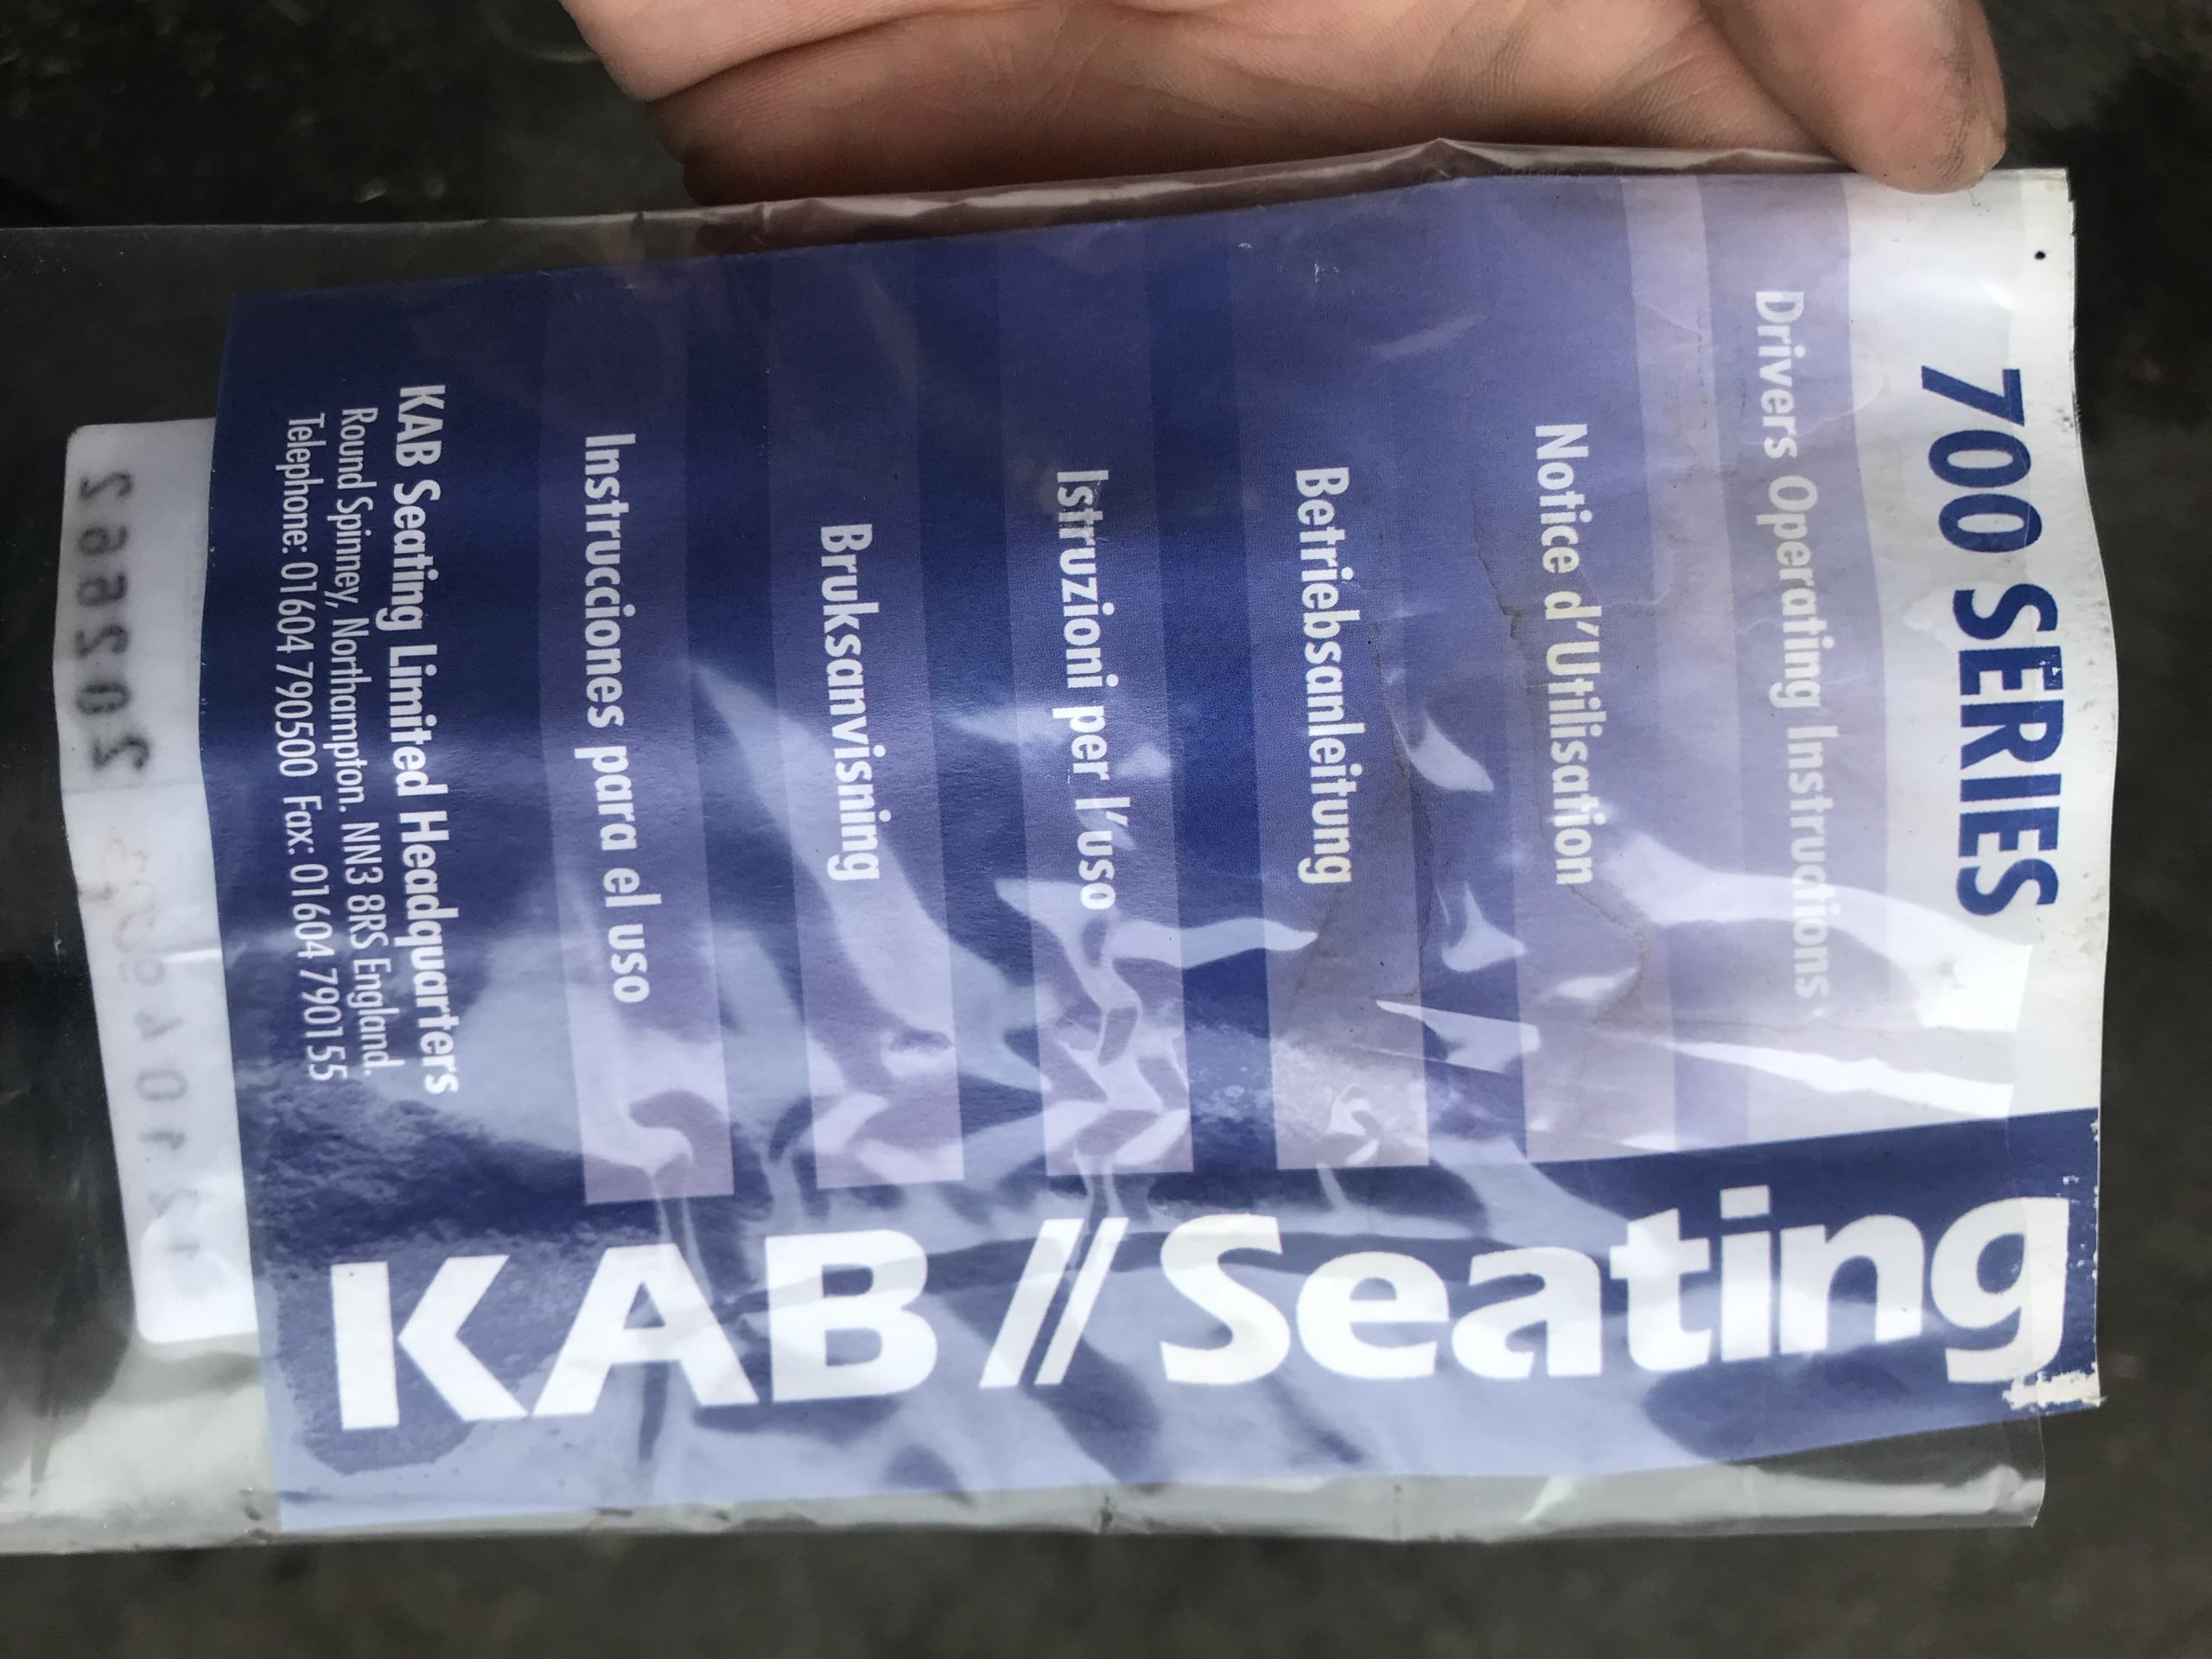 700 SERIES
Drivers Operating Instructions
Notice d'Utilisation
Betriebsanleitung
Istruzioni per l'uso
Bruksanvisning
Instrucciones para el uso
KAB Seating Limited Headquarters
Round Spinney, Northampton. NN3 8RS England.
Telephone: 01604 790500 Fax: 01604 790155
KAB // Seating